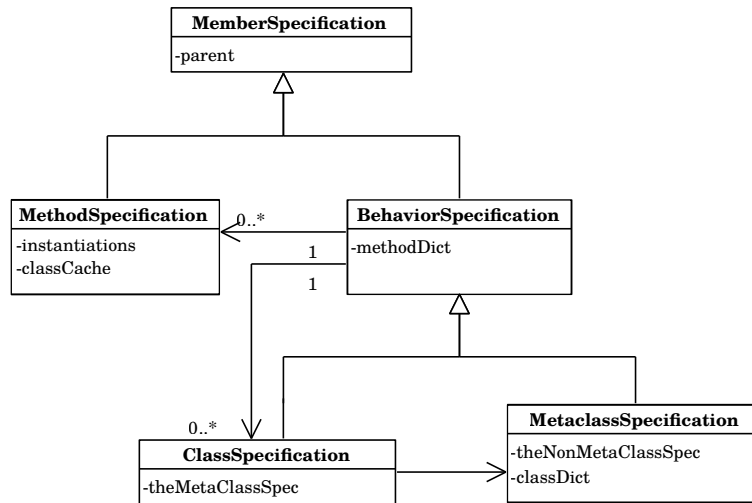 MemberSpecification
-parent
MethodSpecification
-instantiations
-classCache
0..*
BehaviorSpecification
-methodDict
1
1
0..*
ClassSpecification
-theMetaClassSpec
MetaclassSpecification
-theNonMetaClassSpec
-classDict